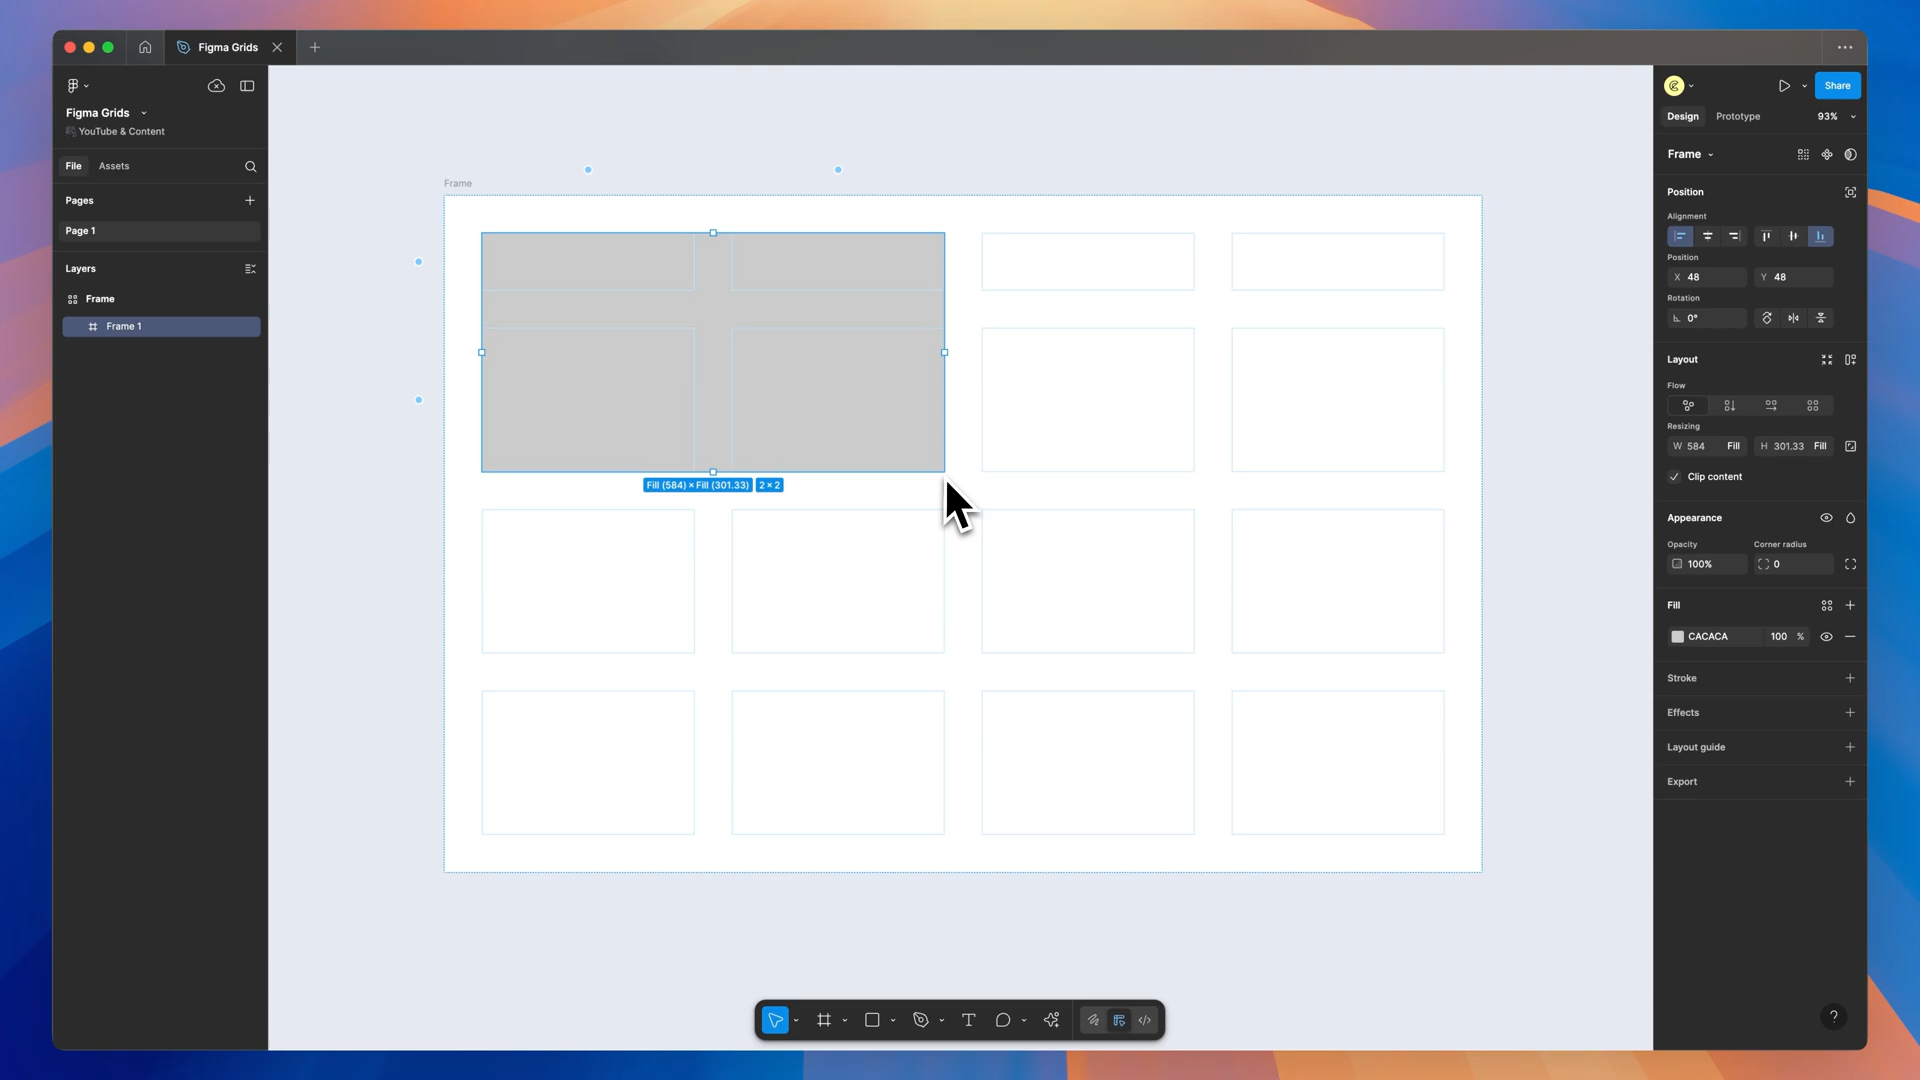 Figma Grids
Figma Grids
YouTube & Content
File
Assets
Pages
Page 1
Layers
Frame
Frame 1
Frame
Fill (584) × Fill (301.33)
2 × 2
Share
Design
Prototype
93%
Frame
Position
Alignment
Position
X 48
Y 48
Rotation
0°
Layout
Flow
Resizing
W 584 Fill
H 301.33 Fill
Clip content
Appearance
Opacity
Corner radius
100%
0
Fill
CACACA
100 %
Stroke
Effects
Layout guide
Export
?